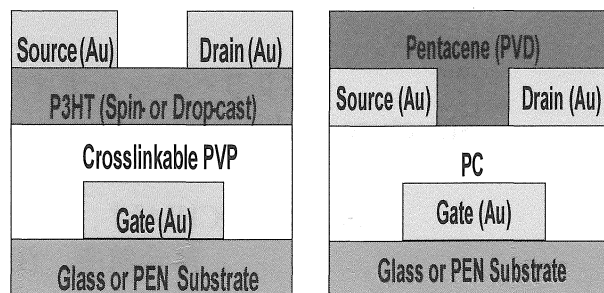 Source (Au) Drain (Au)
P3HT (Spin- or Drop-cast)
Crosslinkable PVP
Gate (Au)
Glass or PEN Substrate
Pentacene (PVD)
Source (Au) Drain (Au)
PC
Gate (Au)
Glass or PEN Substrate